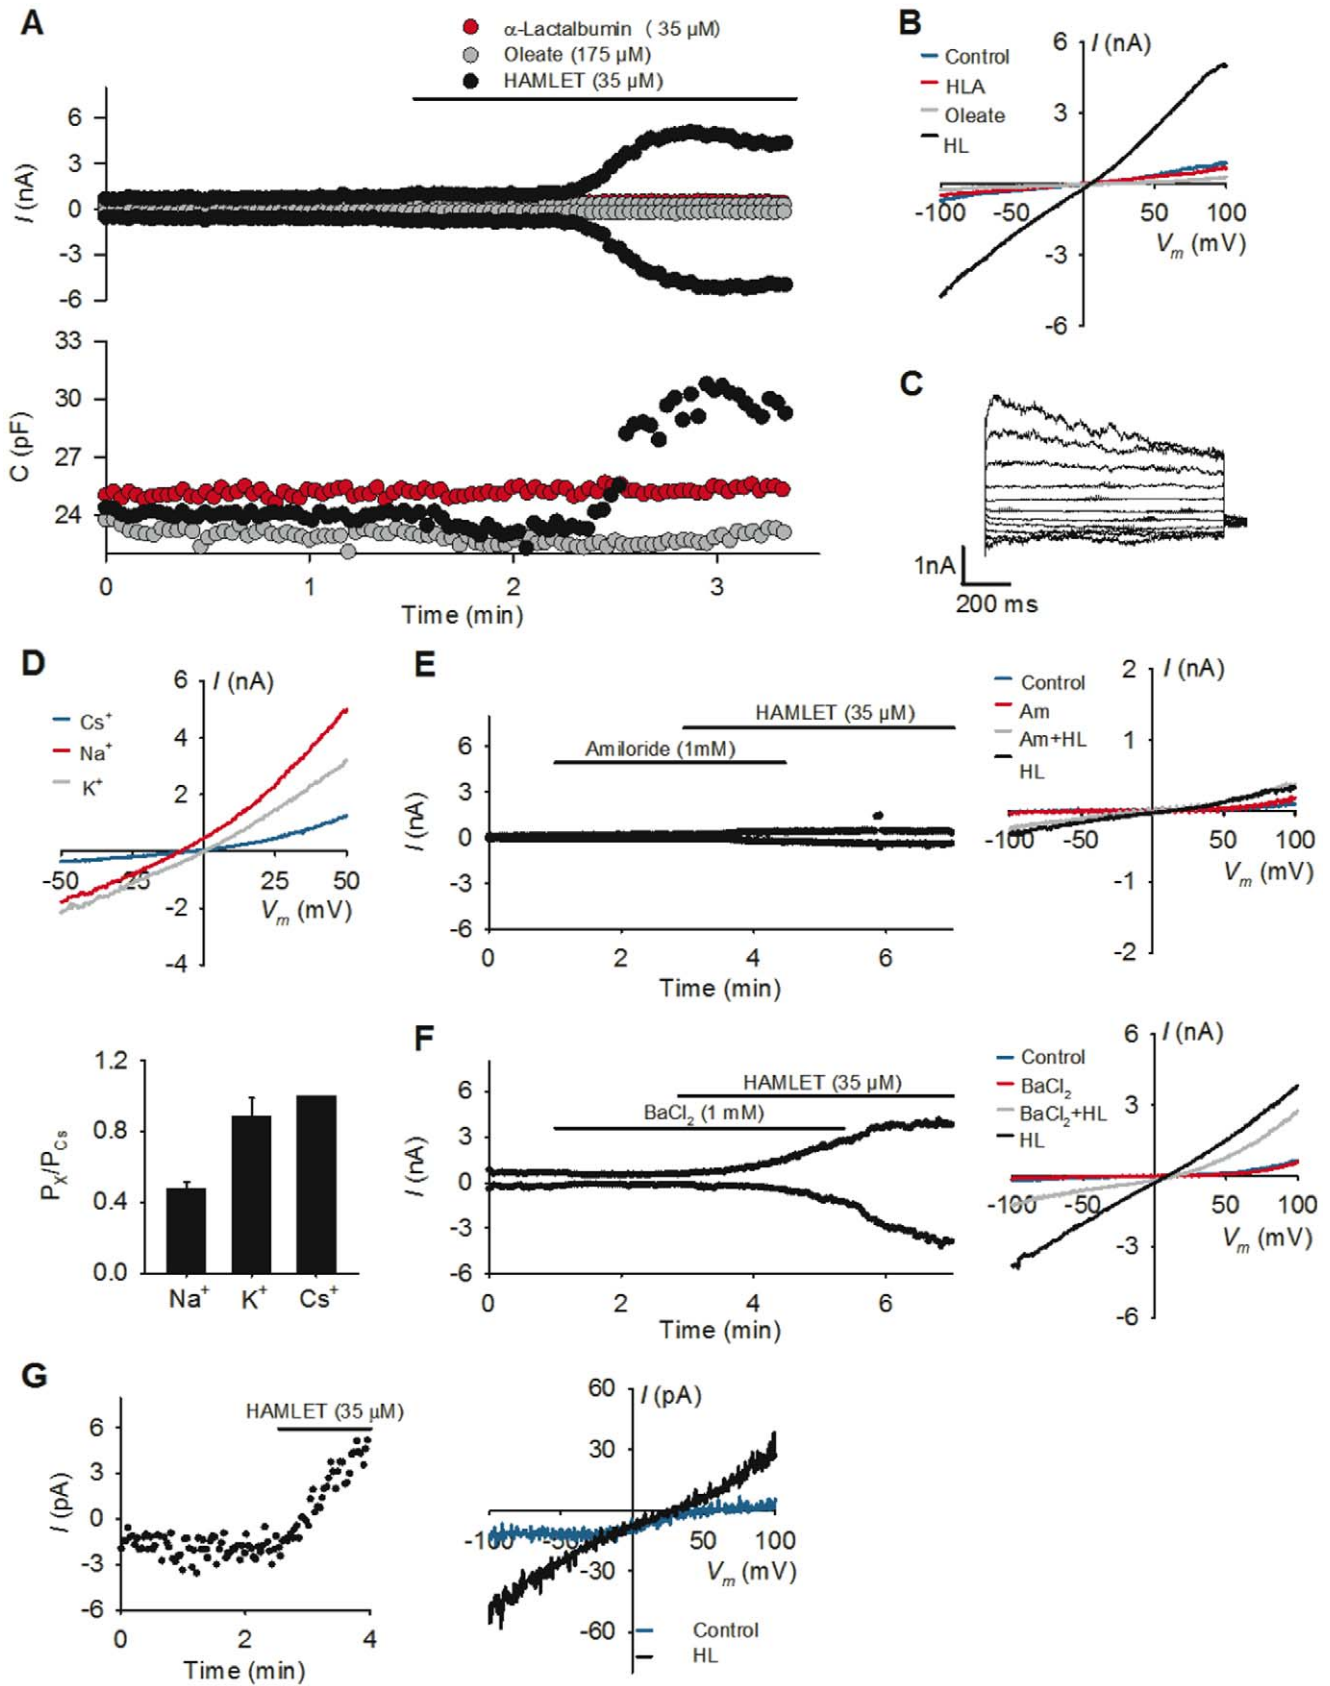 A
α-Lactalbumin ( 35 µM)
Oleate (175 µM)
HAMLET (35 µM)
I (nA)
6
3
0
-3
-6
C (pF)
33
30
27
24
0 1 2 3
Time (min)
B
Control
HLA
Oleate
HL
I (nA)
6
3
-3
-6
-100 -50 50 100
Vm (mV)
C
1nA
200 ms
D
Cs+
Na+
K+
I (nA)
6
4
2
-2
-4
-50 -25 25 50
Vm (mV)
PX/PCs
1.2
0.8
0.4
0.0
Na+ K+ Cs+
E
HAMLET (35 µM)
Amiloride (1mM)
I (nA)
6
3
0
-3
-6
0 2 4 6
Time (min)
Control
Am
Am+HL
HL
I (nA)
2
1
-1
-2
-100 -50 50 100
Vm (mV)
F
HAMLET (35 µM)
BaCl2 (1 mM)
I (nA)
6
3
0
-3
-6
0 2 4 6
Time (min)
Control
BaCl2
BaCl2+HL
HL
I (nA)
6
3
-3
-6
-100 -50 50 100
Vm (mV)
G
HAMLET (35 µM)
I (pA)
6
3
0
-3
-6
0 2 4
Time (min)
I (pA)
60
30
-30
-60
-100 -50 50 100
Vm (mV)
Control
HL